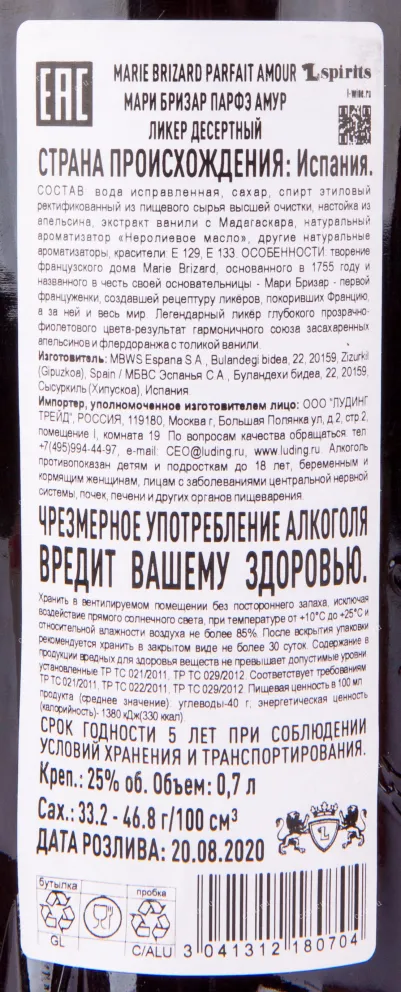 EAC
MARIE BRIZARD PARFAIT AMOUR L spirits
l-wine.ru
МАРИ БРИЗАР ПАРФЭ АМУР
ЛИКЕР ДЕСЕРТНЫЙ
СТРАНА ПРОИСХОЖДЕНИЯ: Испания.
СОСТАВ вода исправленная, сахар, спирт этиловый
ректификованный из пищевого сырья высшей очистки, настойка из
апельсина, экстракт ванили с Мадагаскара, натуральный
ароматизатор «Неролиевое масло», другие натуральные
ароматизаторы, красители: Е 129, Е 133. ОСОБЕННОСТИ творение
французского дома Marie Brizard, основанного в 1755 году и
названного в честь своей основательницы - Мари Бризар - первой
француженки, создавшей рецептуру ликёров, покоривших Францию,
а за ней и весь мир. Легендарный ликёр глубокого прозрачно-
фиолетового цвета-результат гармоничного союза засахаренных
апельсинов и флердоранжа с толикой ванили.
Изготовитель: MBWS Espana S.A., Bulandegi bidea, 22, 20159, Zizurkil
(Gipuzkoa), Spain / МБВС Эспанья С.А., Буландехи бидеа, 22, 20159,
Сысуркиль (Хипускоа), Испания
Импортер, уполномоченное изготовителем лицо: ООО "ЛУДИНГ
ТРЕЙД", РОССИЯ, 119180, Москва г, Большая Полянка ул, д.2, стр 2,
помещение I, комната 19 По вопросам качества обращаться: тел
+7(495)994-44-97, e-mail: CEO@luding.ru, www.luding.ru. Алкоголь
противопоказан детям и подросткам до 18 лет, беременным и
кормящим женщинам, лицам с заболеваниями центральной нервной
системы, почек, печени и других органов пищеварения.
ЧРЕЗМЕРНОЕ УПОТРЕБЛЕНИЕ АЛКОГОЛЯ
ВРЕДИТ ВАШЕМУ ЗДОРОВЬЮ.
Хранить в вентилируемом помещении без постороннего запаха, исключая
воздействие прямого солнечного света, при температуре от +10°С до +25°С и
относительной влажности воздуха не более 85% После вскрытия упаковки
рекомендуется хранить в закрытом виде не более 30 суток. Содержание в
продукции вредных для здоровья веществ не превышает допустимые уровни
установленные ТР ТС 021/2011, ТР ТС 029/2012. Соответствует требованиям
ТР ТС 021/2011, ТР ТС 022/2011, ТР ТС 029/2012. Пищевая ценность в 100 мл
продукта (среднее значение): углеводы-40 г, энергетическая ценность
(калорийность)- 1380 кДж(330 ккал).
СРОК ГОДНОСТИ 5 ЛЕТ ПРИ СОБЛЮДЕНИИ
УСЛОВИЙ ХРАНЕНИЯ И ТРАНСПОРТИРОВАНИЯ.
Креп.: 25% об. Объем: 0,7 л
Сах.: 33.2 - 46.8 г/100 см³
ДАТА РОЗЛИВА: 20.08.2020
L
бутылка пробка
GL C/ALU
3 041312 180704